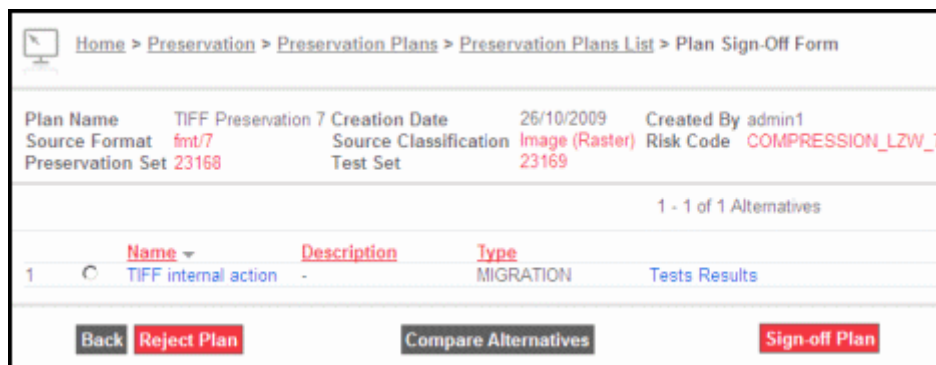 Home > Preservation > Preservation Plans > Preservation Plans List > Plan Sign-Off Form
Plan Name TIFF Preservation 7 Creation Date 26/10/2009 Created By admin1
Source Format fmt/7 Source Classification Image (Raster) Risk Code COMPRESSION_LZW_
Preservation Set 23168 Test Set 23169
1 - 1 of 1 Alternatives
Name Description Type
1 TIFF internal action - MIGRATION Tests Results
Back Reject Plan Compare Alternatives Sign-off Plan